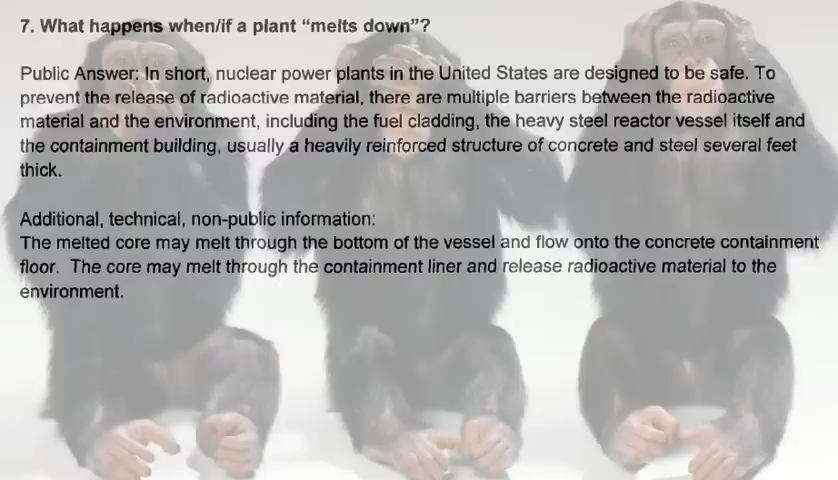 7. What happens when/if a plant “melts down”?
Public Answer: In short, nuclear power plants in the United States are designed to be safe. To
prevent the release of radioactive material, there are multiple barriers between the radioactive
material and the environment, including the fuel cladding, the heavy steel reactor vessel itself and
the containment building, usually a heavily reinforced structure of concrete and steel several feet
thick.
Additional, technical, non-public information:
The melted core may melt through the bottom of the vessel and flow onto the concrete containment
floor.  The core may melt through the containment liner and release radioactive material to the
environment.